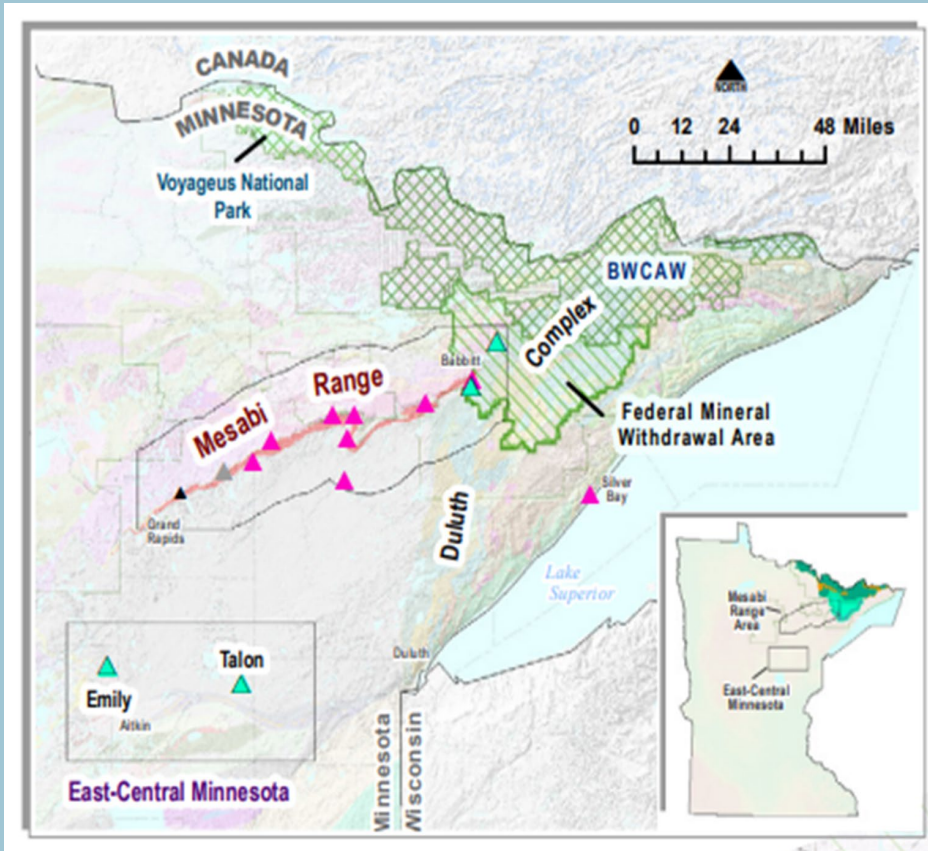 CANADA
MINNESOTA
NORTH
0 12 24 48 Miles
Voyageus National
Park
BWCAW
Complex
Babbitt
Range
Mesabi
Federal Mineral
Withdrawal Area
Silver
Bay
Grand
Rapids
Duluth
Lake
Superior
Duluth
Talon
Emily
Aitkin
Minnesota
Wisconsin
East-Central Minnesota
Mesabi
Range
Area
East-Central
Minnesota